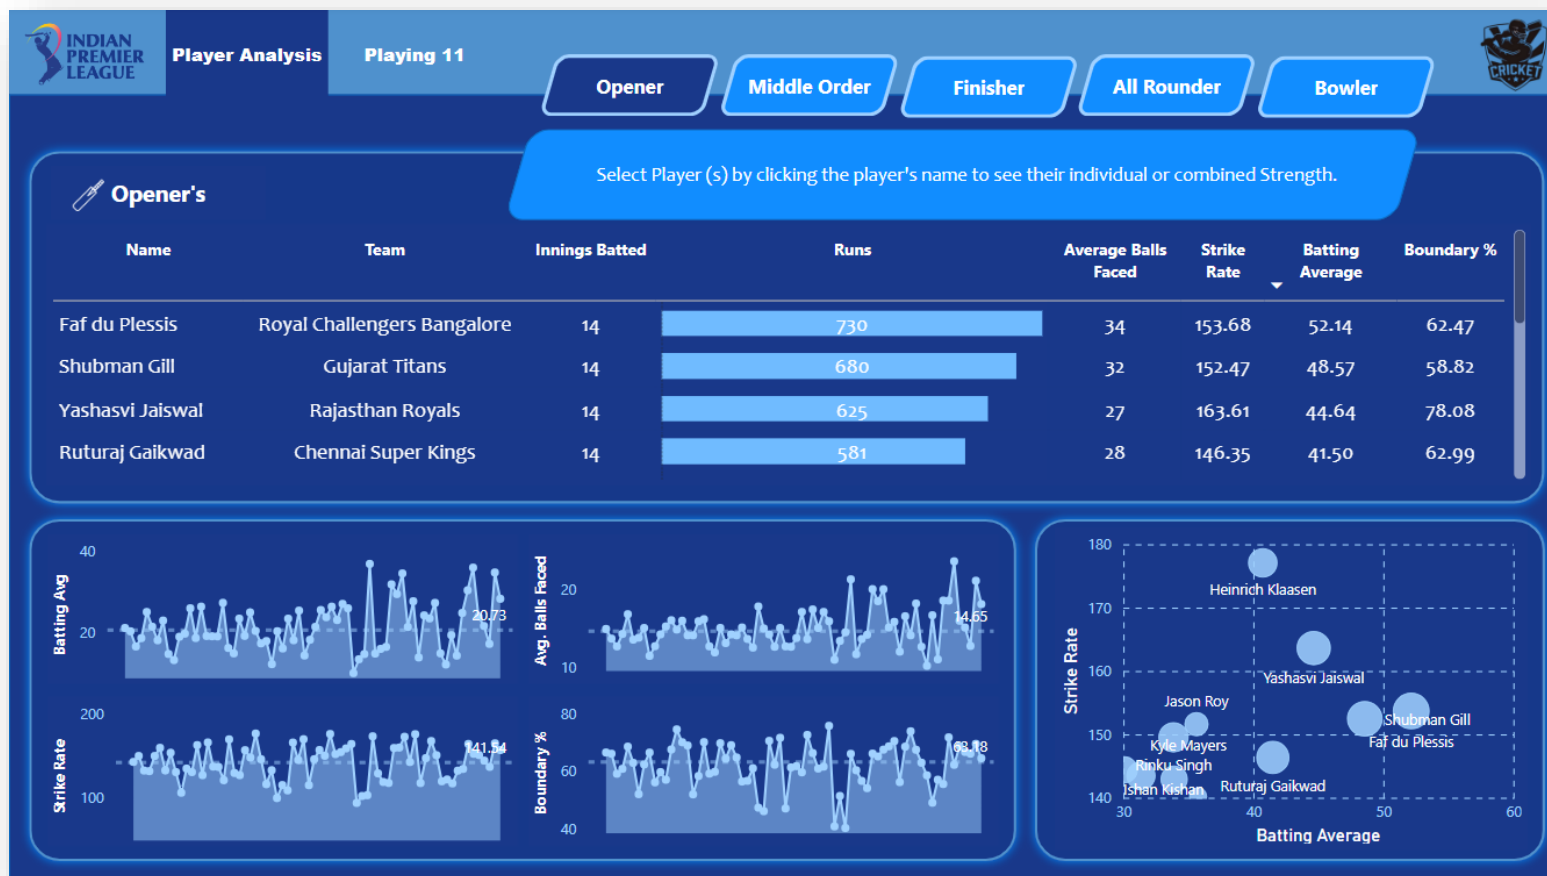 INDIAN
PREMIER
LEAGUE
Player Analysis
Playing 11
CRICKET
Opener
Middle Order
Finisher
All Rounder
Bowler
Select Player (s) by clicking the player's name to see their individual or combined Strength.
Opener's
Name Team Innings Batted Runs Average Balls Faced Strike Rate Batting Average Boundary %
Faf du Plessis Royal Challengers Bangalore 14 730 34 153.68 52.14 62.47
Shubman Gill Gujarat Titans 14 680 32 152.47 48.57 58.82
Yashasvi Jaiswal Rajasthan Royals 14 625 27 163.61 44.64 78.08
Ruturaj Gaikwad Chennai Super Kings 14 581 28 146.35 41.50 62.99
Batting Avg
40
20
20.73
Avg. Balls Faced
20
10
14.65
Strike Rate
200
100
141.54
Boundary %
80
60
40
63.18
Strike Rate
180
170
160
150
140
Heinrich Klaasen
Yashasvi Jaiswal
Jason Roy
Shubman Gill
Kyle Mayers
Faf du Plessis
Rinku Singh
Ishan Kishan
Ruturaj Gaikwad
30 40 50 60
Batting Average